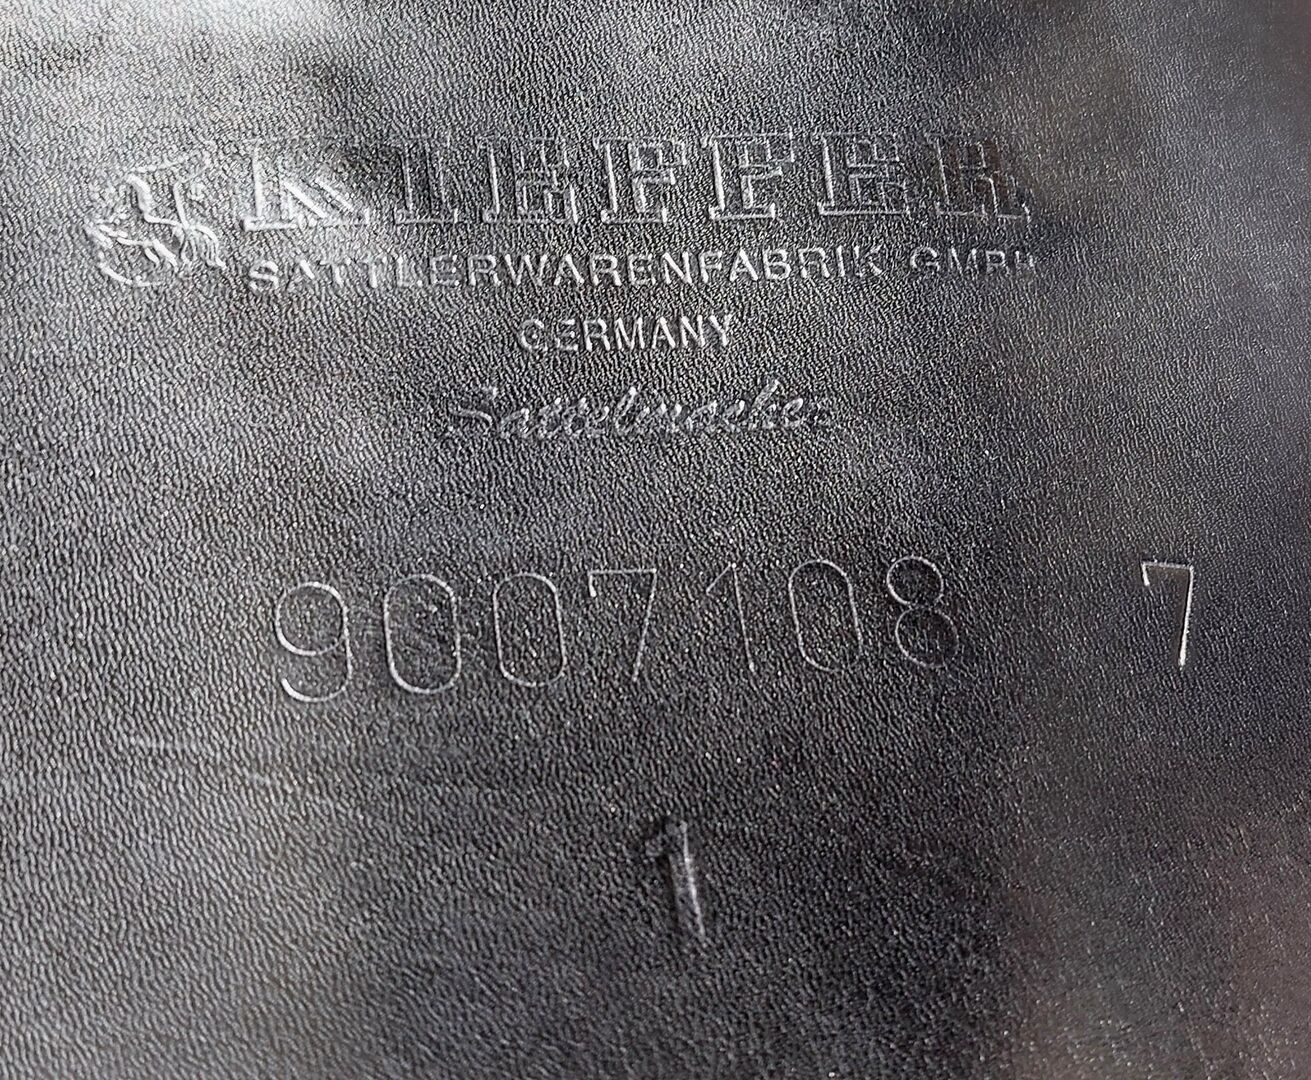 KIEFFER
SATTLERWARENFABRIK GMBH
GERMANY
Sattelmacher
9007108 7
1